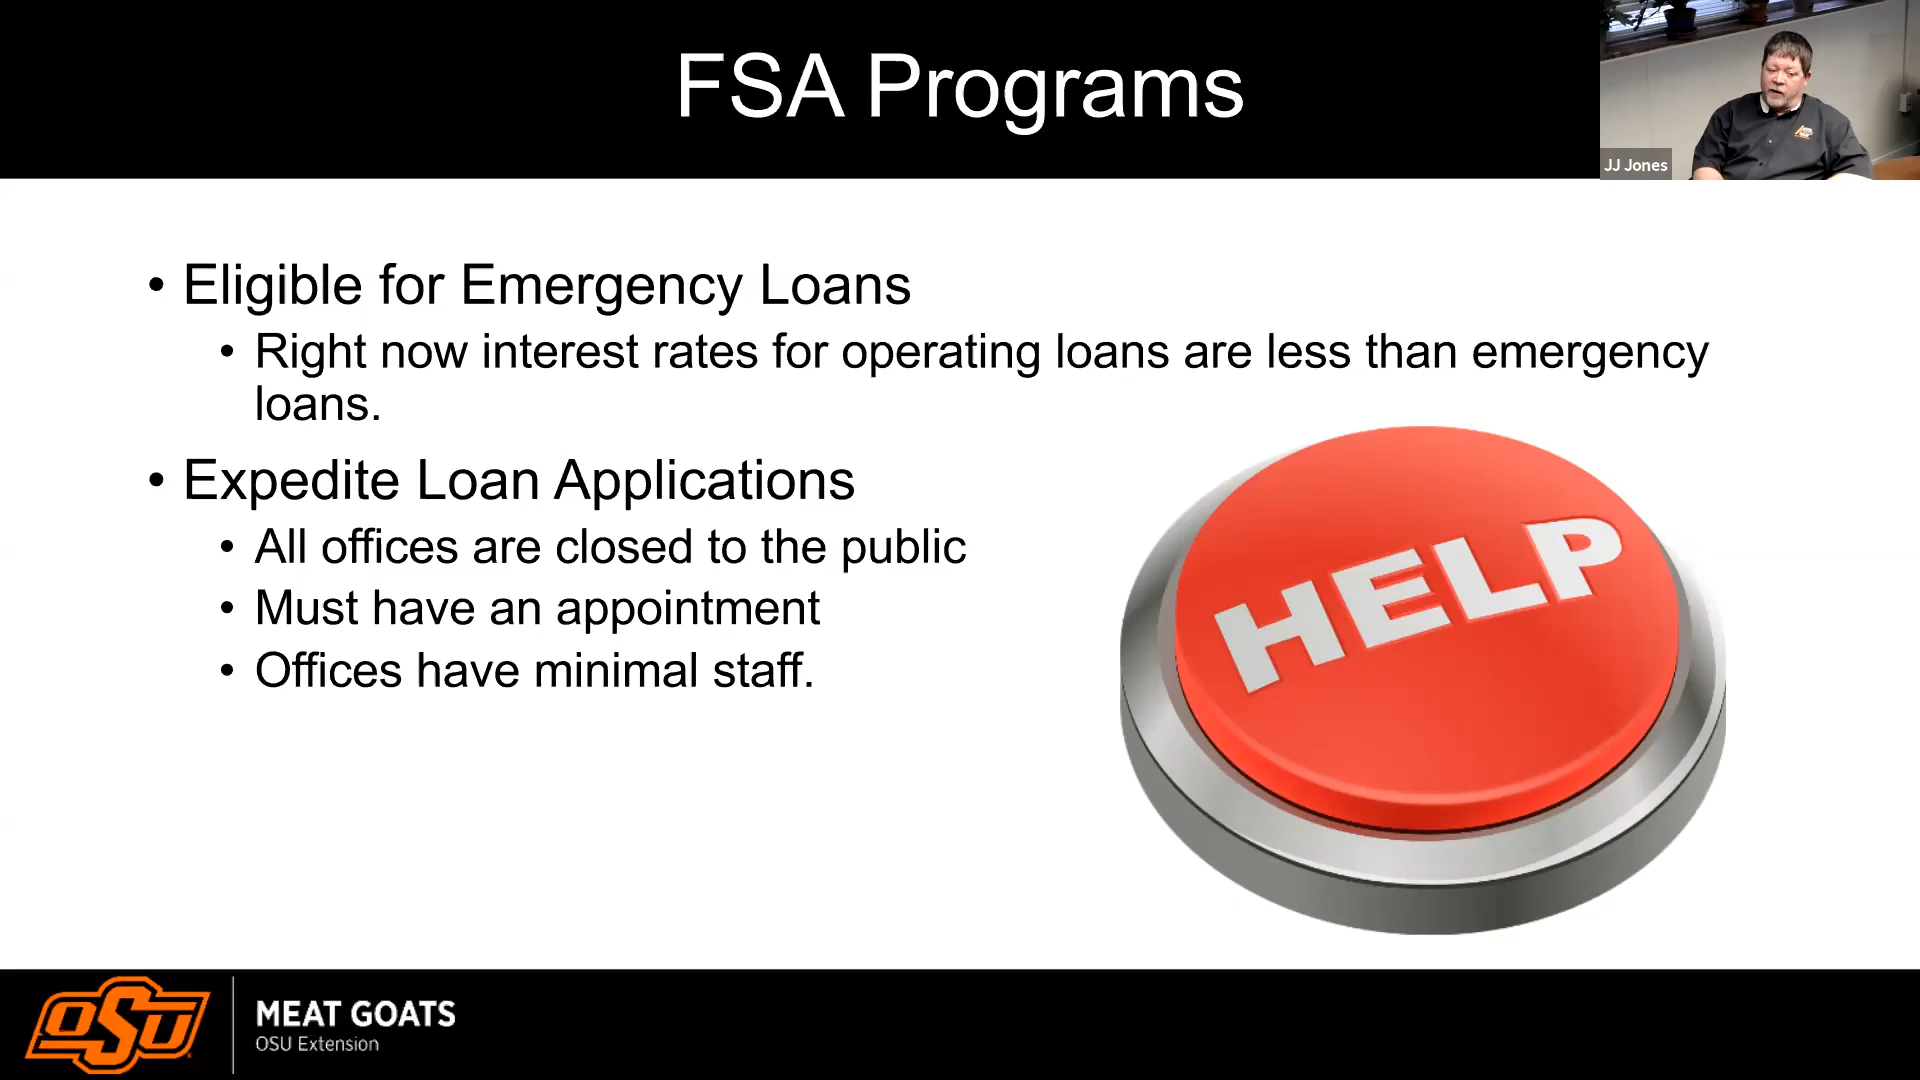 FSA Programs
JJ Jones
• Eligible for Emergency Loans
• Right now interest rates for operating loans are less than emergency
loans.
• Expedite Loan Applications
• All offices are closed to the public
• Must have an appointment
• Offices have minimal staff.
HELP
OSU
MEAT GOATS
OSU Extension